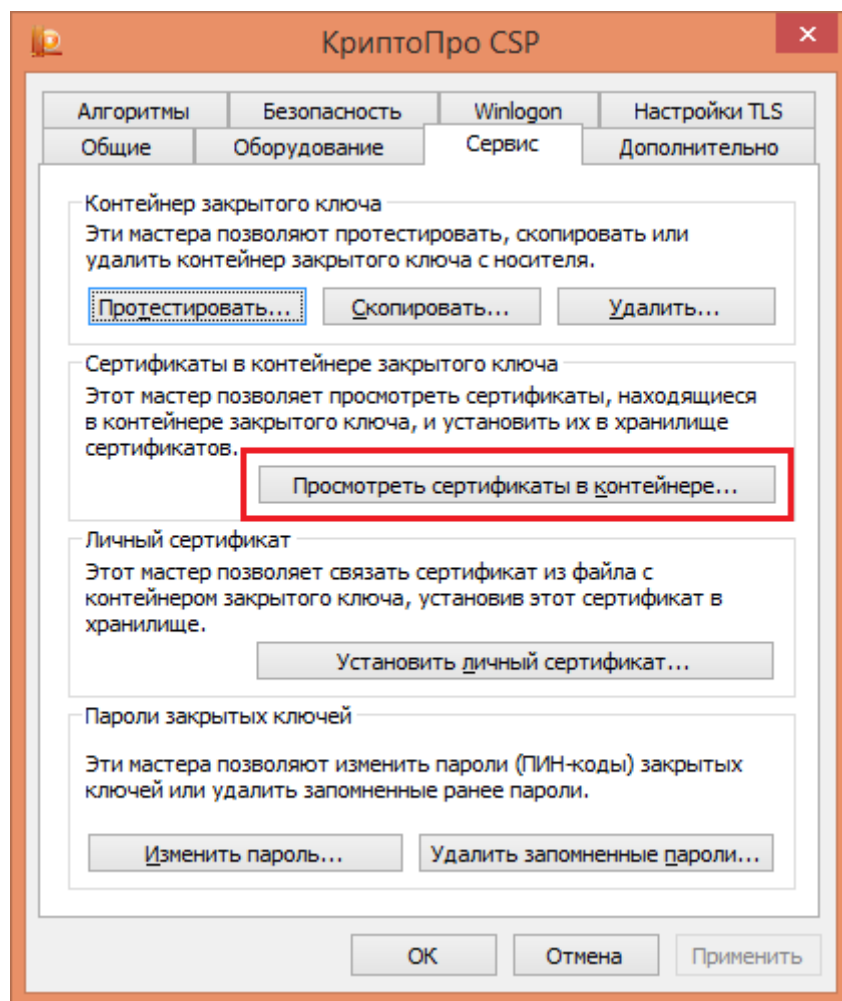 КриптоПро CSP
Алгоритмы Безопасность Winlogon Настройки TLS
Общие Оборудование Сервис Дополнительно
Контейнер закрытого ключа
Эти мастера позволяют протестировать, скопировать или
удалить контейнер закрытого ключа с носителя.
Протестировать... Скопировать... Удалить...
Сертификаты в контейнере закрытого ключа
Этот мастер позволяет просмотреть сертификаты, находящиеся
в контейнере закрытого ключа, и установить их в хранилище
сертификатов.
Просмотреть сертификаты в контейнере...
Личный сертификат
Этот мастер позволяет связать сертификат из файла с
контейнером закрытого ключа, установив этот сертификат в
хранилище.
Установить личный сертификат...
Пароли закрытых ключей
Эти мастера позволяют изменить пароли (ПИН-коды) закрытых
ключей или удалить запомненные ранее пароли.
Изменить пароль... Удалить запомненные пароли...
ОК Отмена Применить